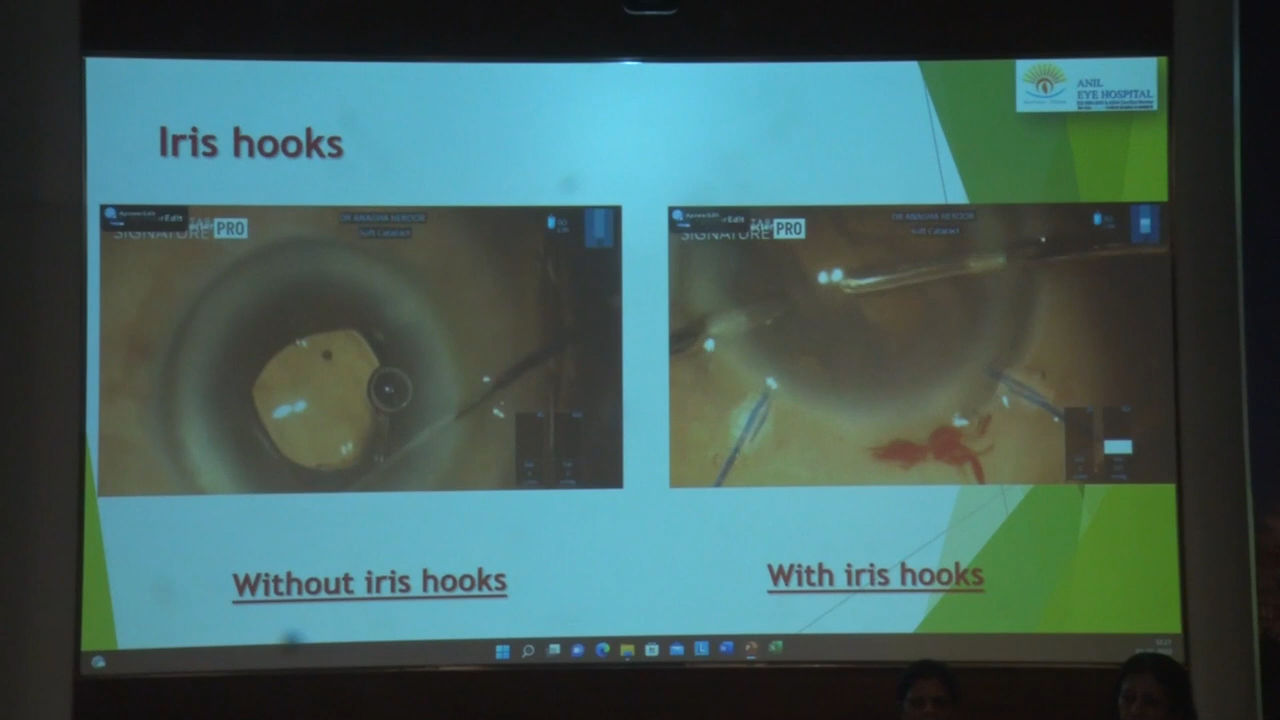 ANIL
EYE HOSPITAL
Iris hooks
SIGNATURE PRO
DR ANAGHA HEROOR
Soft Cataract
SIGNATURE PRO
DR ANAGHA HEROOR
Soft Cataract
Without iris hooks
With iris hooks